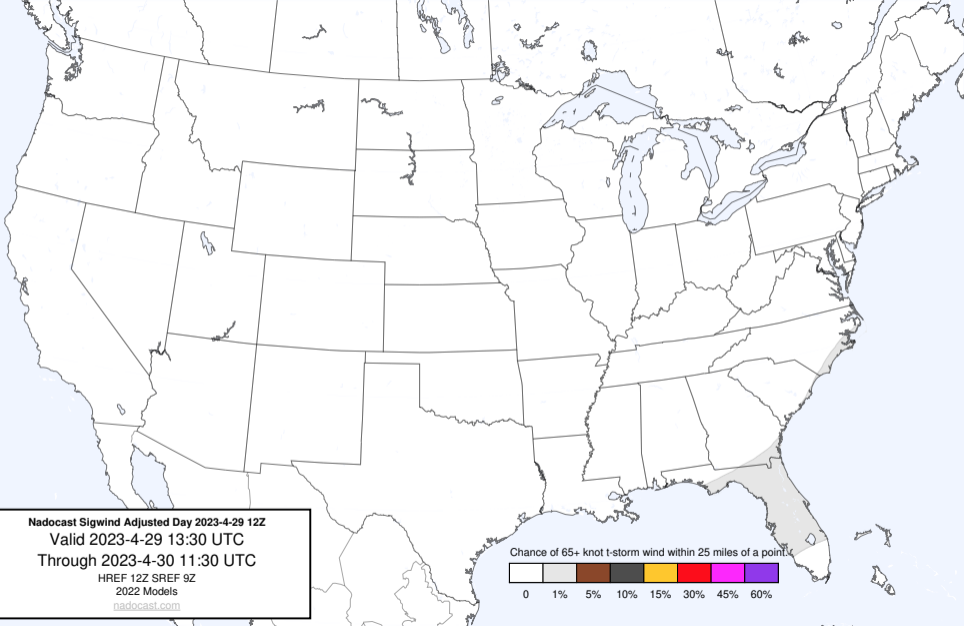 Nadocast Sigwind Adjusted Day 2023-4-29 12Z
Valid 2023-4-29 13:30 UTC
Through 2023-4-30 11:30 UTC
HREF 12Z SREF 9Z
2022 Models
nadocast.com
Chance of 65+ knot t-storm wind within 25 miles of a point.
0 1% 5% 10% 15% 30% 45% 60%